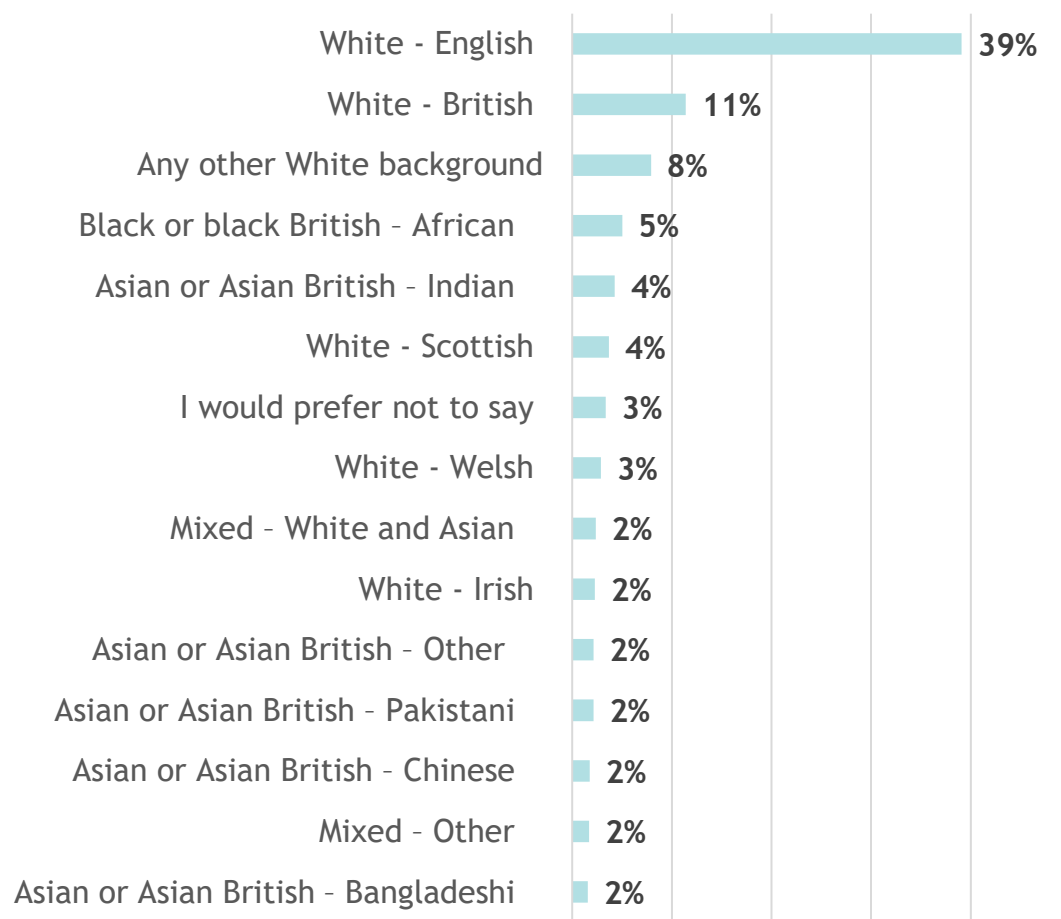 White - English 39%
White - British 11%
Any other White background 8%
Black or black British – African 5%
Asian or Asian British – Indian 4%
White - Scottish 4%
I would prefer not to say 3%
White - Welsh 3%
Mixed – White and Asian 2%
White - Irish 2%
Asian or Asian British – Other 2%
Asian or Asian British – Pakistani 2%
Asian or Asian British – Chinese 2%
Mixed – Other 2%
Asian or Asian British – Bangladeshi 2%